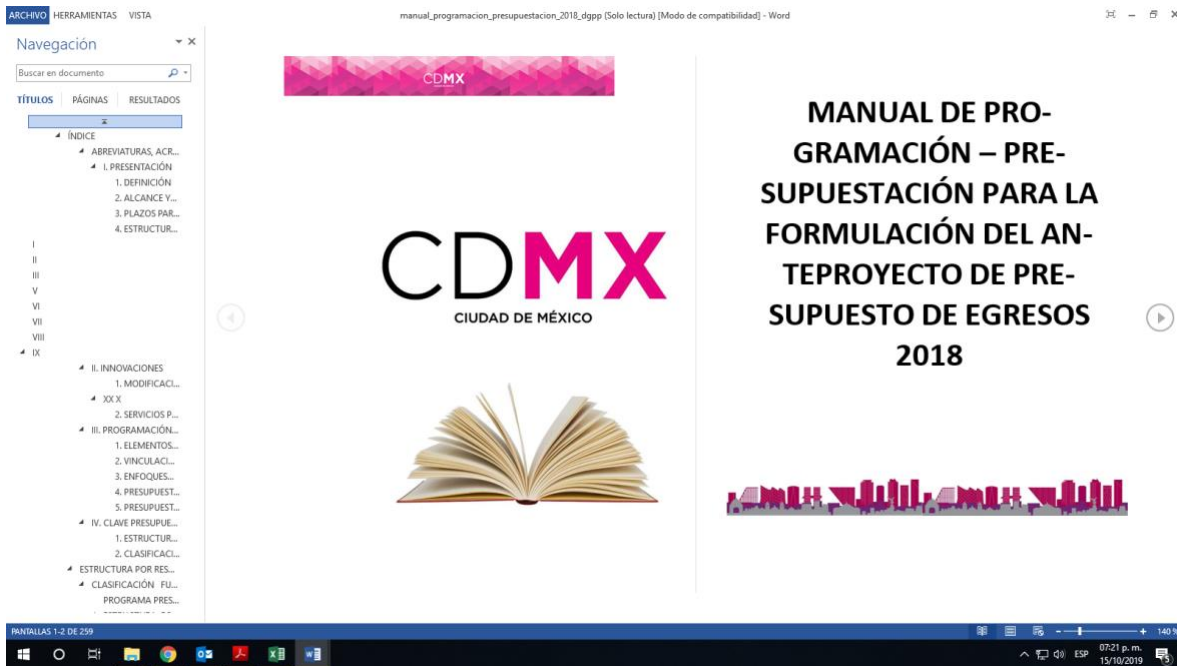 ARCHIVO HERRAMIENTAS VISTA
manual_programacion_presupuestacion_2018_dgpp (Solo lectura) [Modo de compatibilidad] - Word
Navegación
Buscar en documento
TÍTULOS PÁGINAS RESULTADOS
ÍNDICE
ABREVIATURAS, ACR...
I. PRESENTACIÓN
1. DEFINICIÓN
2. ALCANCE Y...
3. PLAZOS PAR...
4. ESTRUCTUR...
I
II
III
V
VI
VII
VIII
IX
II. INNOVACIONES
1. MODIFICACI...
XX X
2. SERVICIOS P...
III. PROGRAMACIÓN...
1. ELEMENTOS...
2. VINCULACI...
3. ENFOQUES...
4. PRESUPUEST...
5. PRESUPUEST...
IV. CLAVE PRESUPUE...
1. ESTRUCTUR...
2. CLASIFICACI...
ESTRUCTURA POR RES...
CLASIFICACIÓN FU...
PROGRAMA PRES...
CDMX
CDMX
CIUDAD DE MÉXICO
MANUAL DE PRO-
GRAMACIÓN – PRE-
SUPUESTACIÓN PARA LA
FORMULACIÓN DEL AN-
TEPROYECTO DE PRE-
SUPUESTO DE EGRESOS
2018
PANTALLAS 1-2 DE 259
140 %
ESP
07:21 p. m.
15/10/2019
5